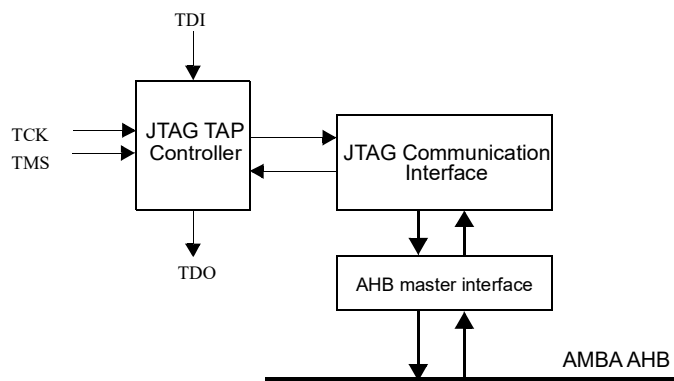 TDI
TCK
TMS
JTAG TAP
Controller
JTAG Communication
Interface
TDO
AHB master interface
AMBA AHB